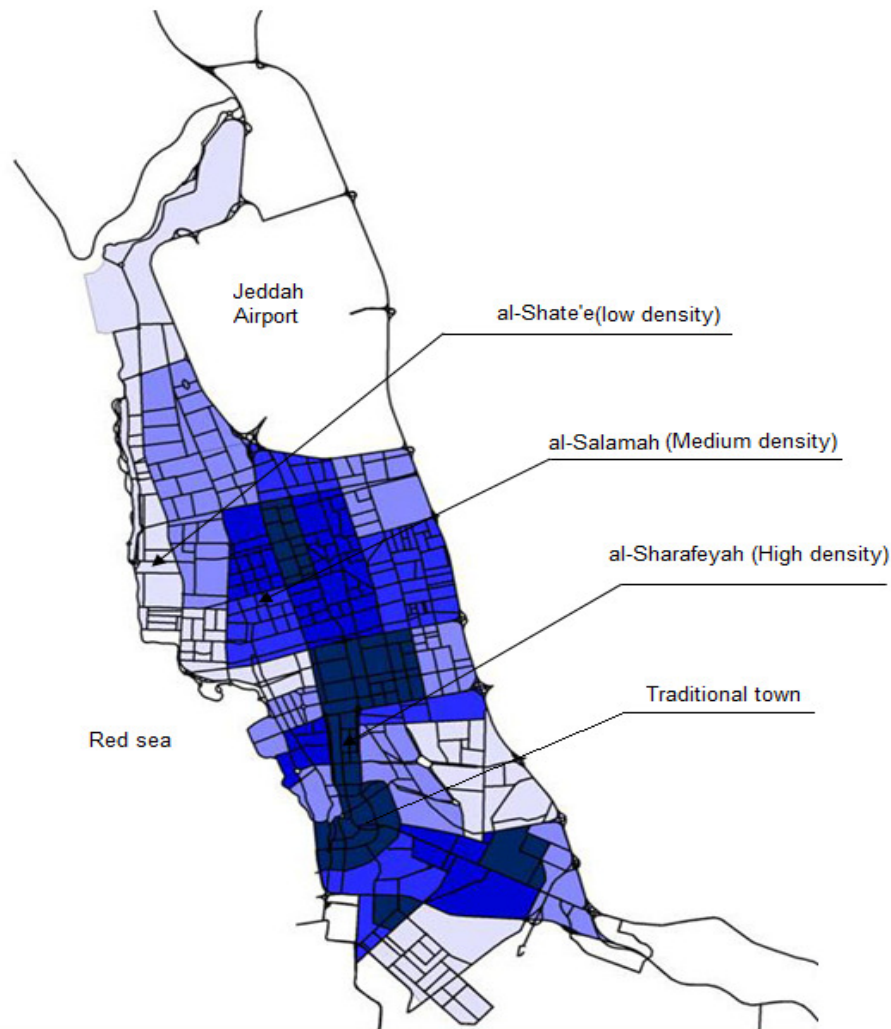 Jeddah
Airport
al-Shate'e(low density)
al-Salamah (Medium density)
al-Sharafeyah (High density)
Traditional town
Red sea